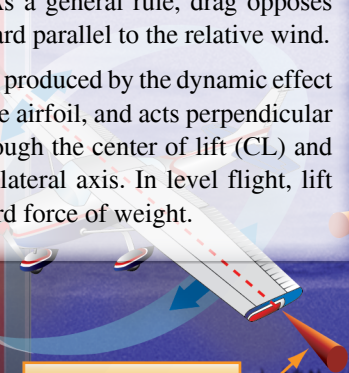 As a general rule, drag opposes
ard parallel to the relative wind.
produced by the dynamic effect
e airfoil, and acts perpendicular
ough the center of lift (CL) and
lateral axis. In level flight, lift
rd force of weight.